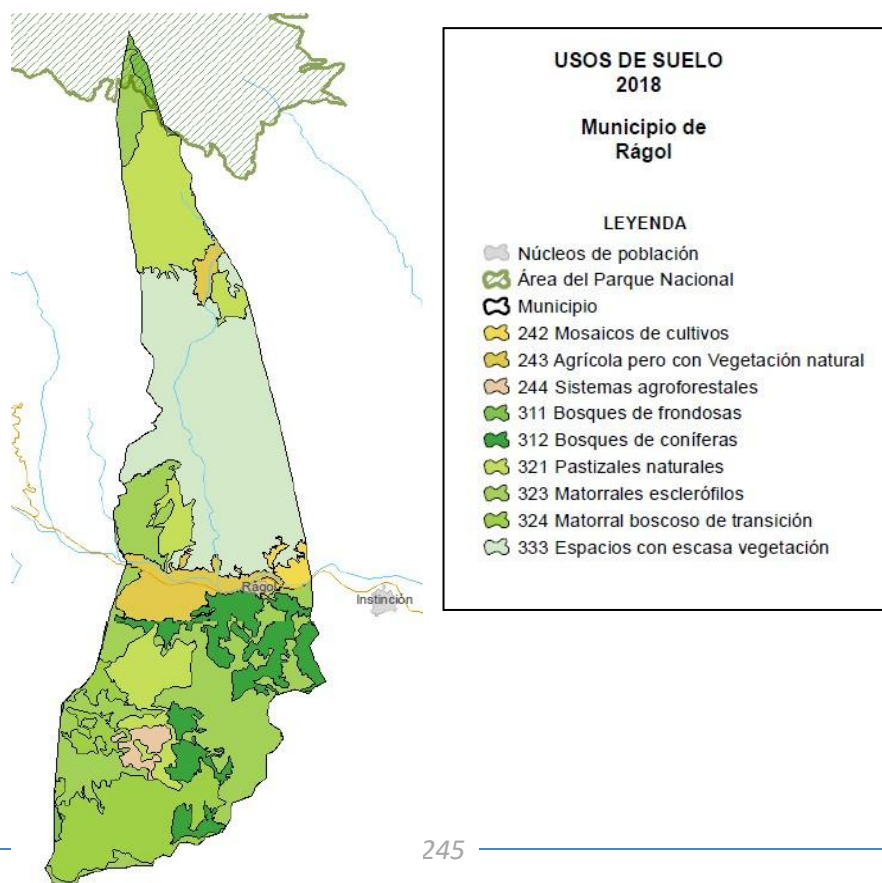 USOS DE SUELO
2018
Municipio de
Rágol
LEYENDA
Núcleos de población
Área del Parque Nacional
Municipio
242 Mosaicos de cultivos
243 Agrícola pero con Vegetación natural
244 Sistemas agroforestales
311 Bosques de frondosas
312 Bosques de coníferas
321 Pastizales naturales
323 Matorrales esclerófilos
324 Matorral boscoso de transición
333 Espacios con escasa vegetación
Rágol
Instinción
245